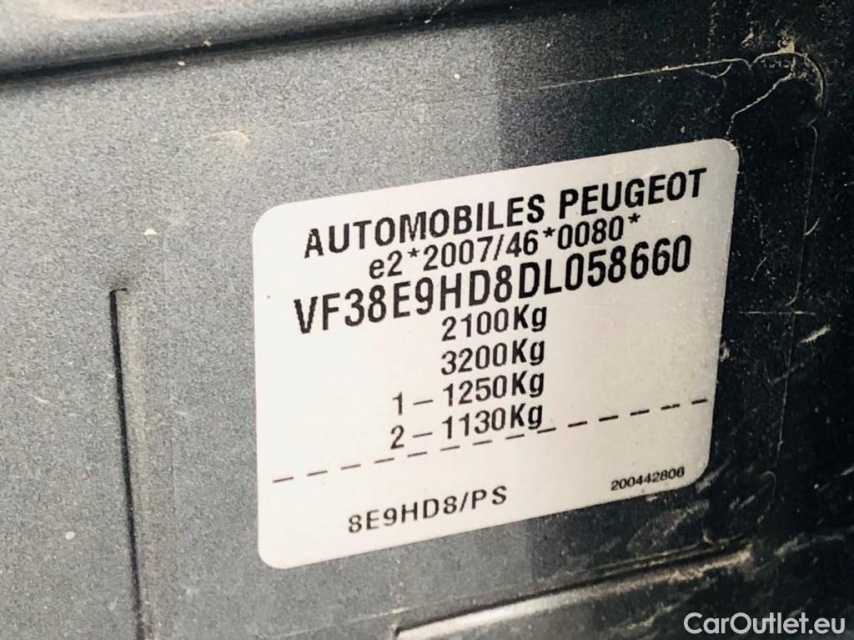 AUTOMOBILES PEUGEOT
e2*2007/46*0080*
VF38E9HD8DL058660
2100Kg
3200Kg
1-1250Kg
2-1130Kg
8E9HD8/PS
200442806
CarOutlet.eu